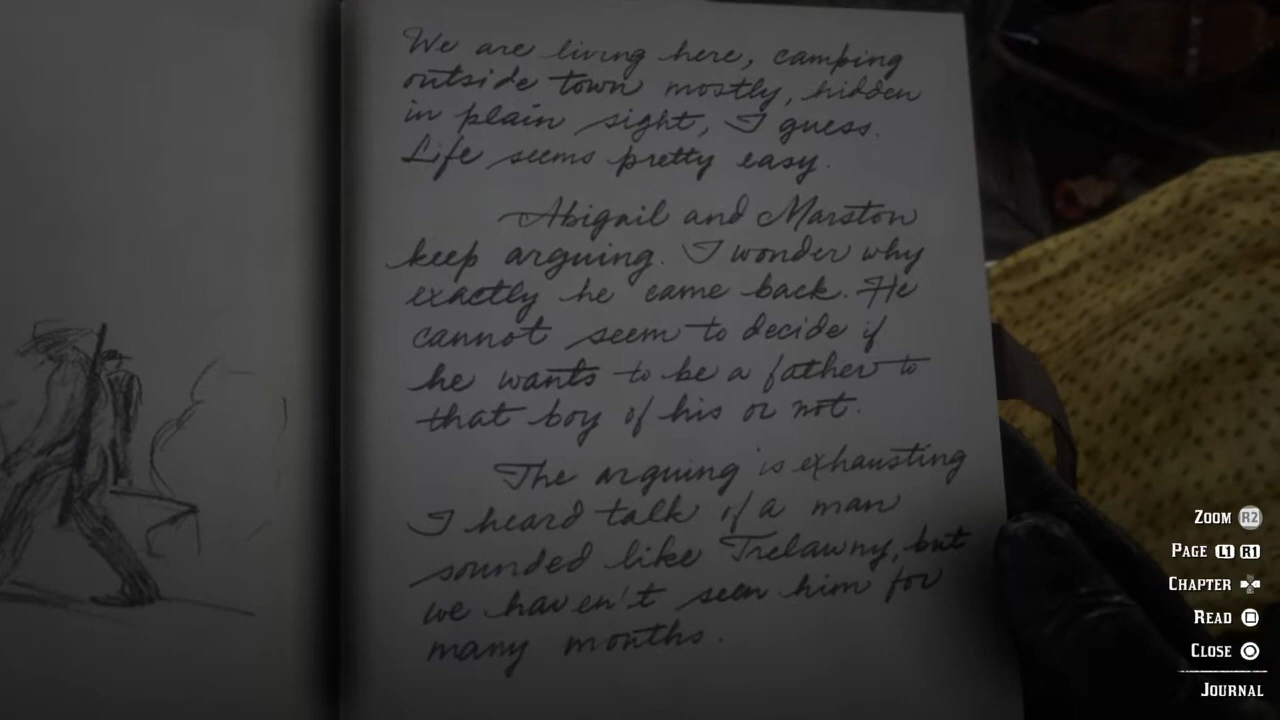 We are living here, camping
outside town mostly, hidden
in plain sight, I guess.
Life seems pretty easy.
Abigail and Marston
keep arguing. I wonder why
exactly he came back. He
cannot seem to decide if
he wants to be a father to
that boy of his or not.
The arguing is exhausting
I heard talk of a man
sounded like Trelawny, but
we haven't seen him for
many months.
ZOOM R2
PAGE L1 R1
CHAPTER
READ
CLOSE
JOURNAL